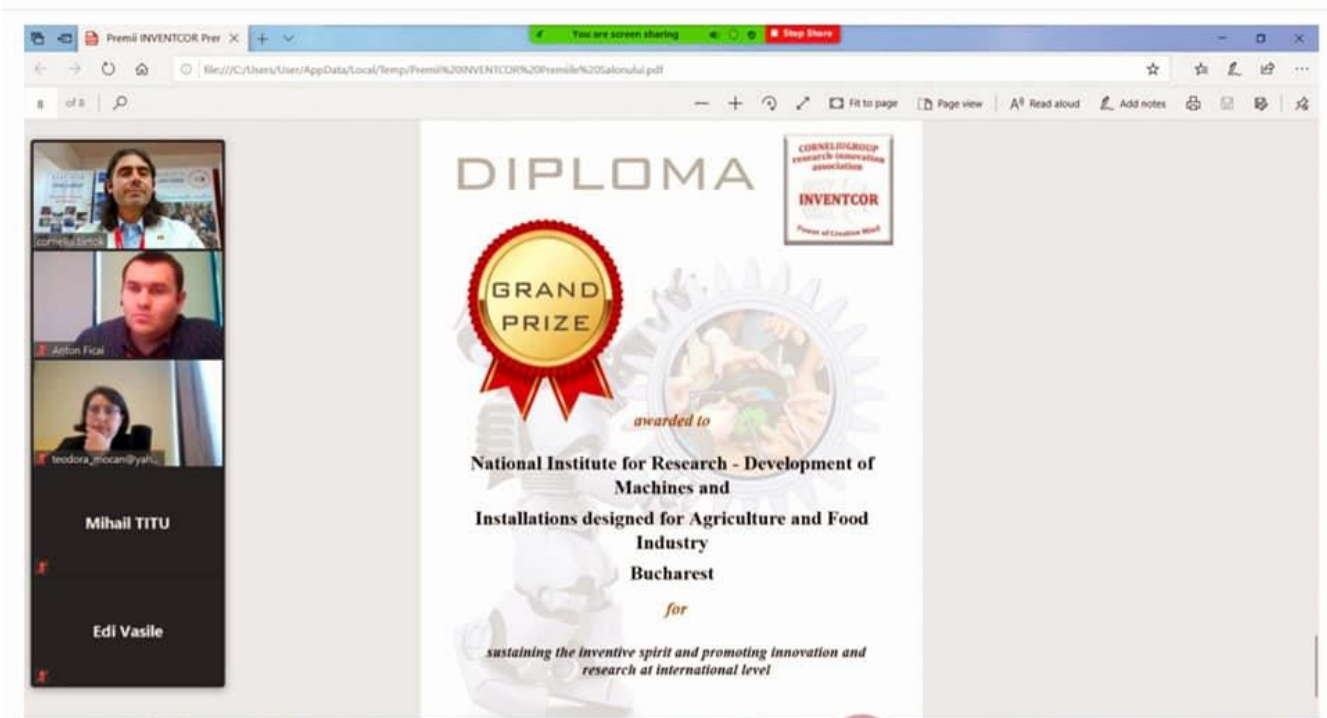 Premii INVENTCOR Prer
You are screen sharing
Stop Share
file:///C:/Users/User/AppData/Local/Temp/Premii%20INVENTCOR%20Premiile%20Salonului.pdf
8 of 8
Fit to page
Page view
Read aloud
Add notes
Anton Ficai
teodora_mocan@yah...
Mihail TITU
Edi Vasile
DIPLOMA
CORNELIUGROUP
research-innovation
association
INVENTCOR
Power of Creative Mind
GRAND
PRIZE
awarded to
National Institute for Research - Development of
Machines and
Installations designed for Agriculture and Food
Industry
Bucharest
for
sustaining the inventive spirit and promoting innovation and
research at international level